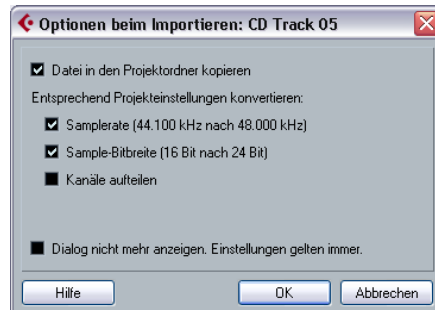 Optionen beim Importieren: CD Track 05
Datei in den Projektordner kopieren
Entsprechend Projekteinstellungen konvertieren:
Samplerate (44.100 kHz nach 48.000 kHz)
Sample-Bitbreite (16 Bit nach 24 Bit)
Kanäle aufteilen
Dialog nicht mehr anzeigen. Einstellungen gelten immer.
Hilfe OK Abbrechen